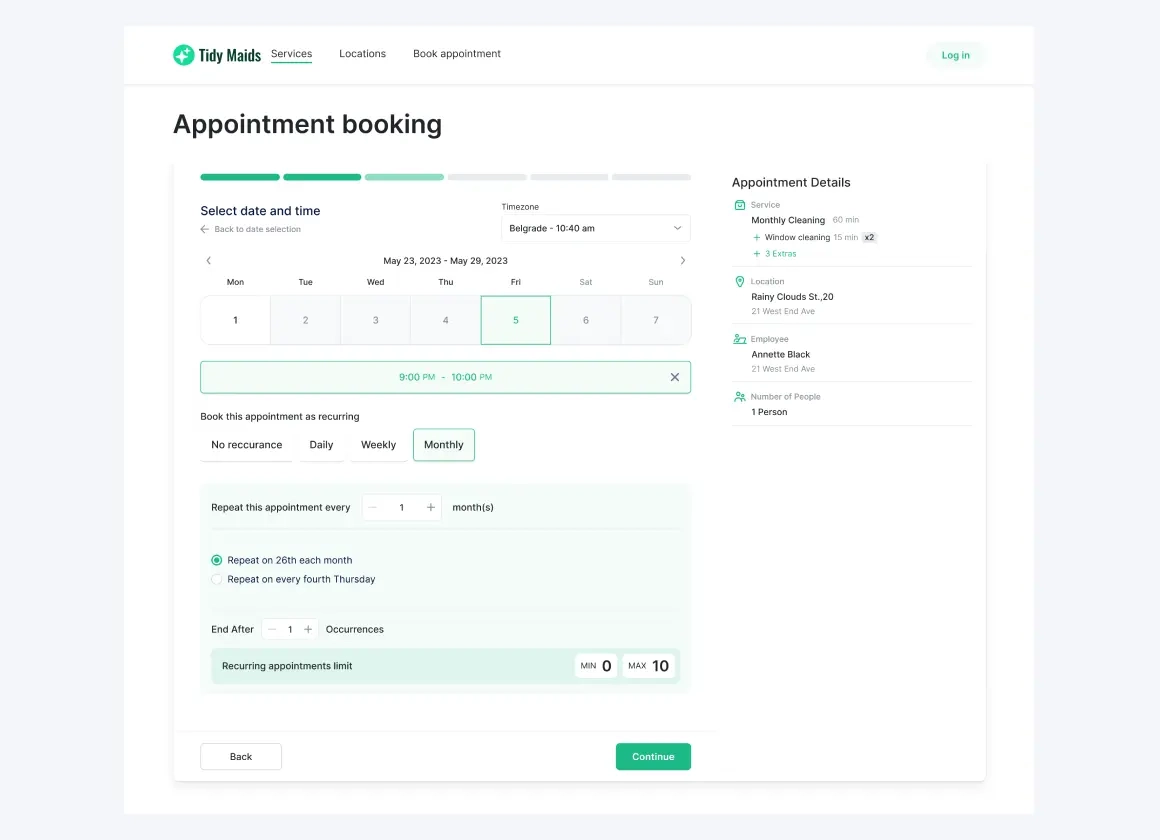 Tidy Maids Services Locations Book appointment Log in
Appointment booking
Select date and time
Back to date selection
Timezone
Belgrade - 10:40 am
May 23, 2023 - May 29, 2023
Mon Tue Wed Thu Fri Sat Sun
1 2 3 4 5 6 7
9:00 PM - 10:00 PM
Book this appointment as recurring
No reccurance Daily Weekly Monthly
Repeat this appointment every − 1 + month(s)
Repeat on 26th each month
Repeat on every fourth Thursday
End After − 1 + Occurrences
Recurring appointments limit MIN 0 MAX 10
Back Continue
Appointment Details
Service
Monthly Cleaning 60 min
+ Window cleaning 15 min x2
+ 3 Extras
Location
Rainy Clouds St.,20
21 West End Ave
Employee
Annette Black
21 West End Ave
Number of People
1 Person